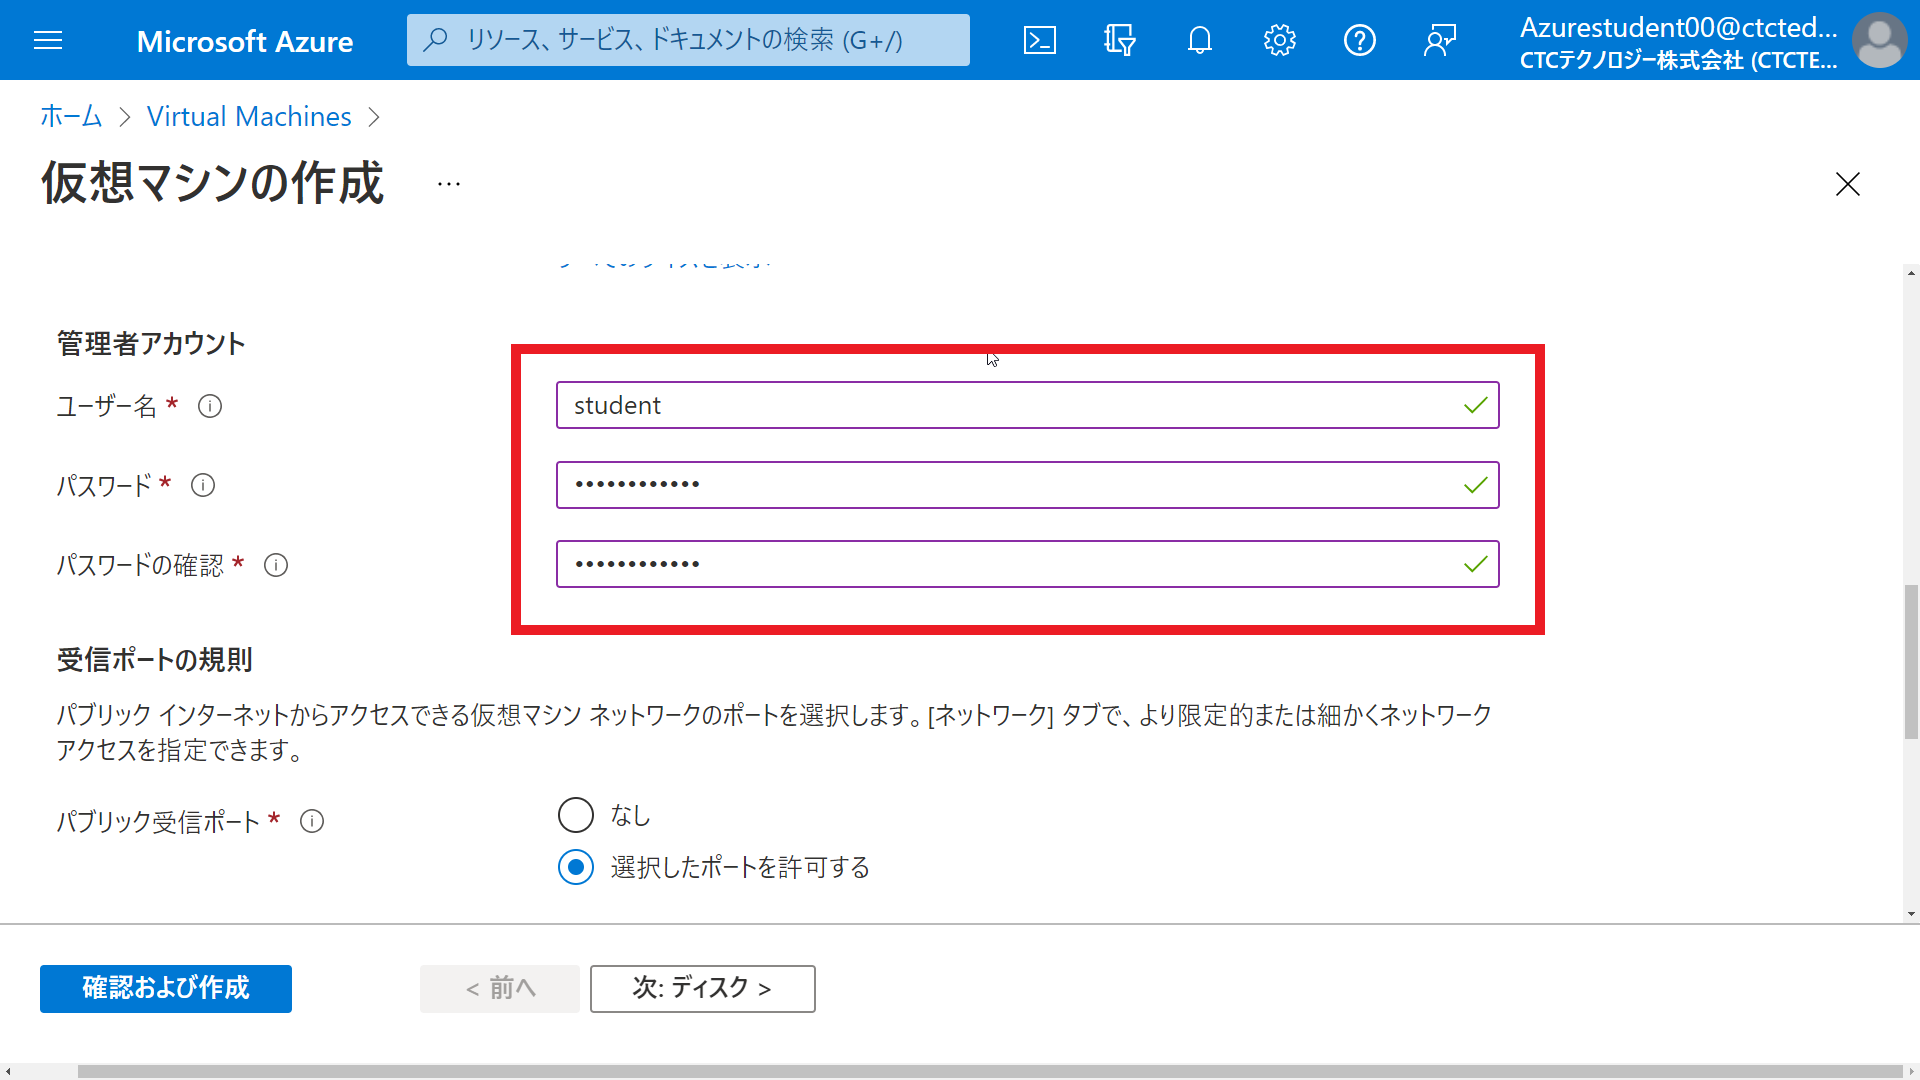 Microsoft Azure
リソース、サービス、ドキュメントの検索 (G+/)
Azurestudent00@ctcted...
CTCテクノロジー株式会社 (CTCTE...
ホーム > Virtual Machines >
仮想マシンの作成 ...
管理者アカウント
ユーザー名 *
student
パスワード *
••••••••••••
パスワードの確認 *
••••••••••••
受信ポートの規則
パブリック インターネットからアクセスできる仮想マシン ネットワークのポートを選択します。[ネットワーク] タブで、より限定的または細かくネットワーク
アクセスを指定できます。
パブリック受信ポート *
なし
選択したポートを許可する
確認および作成
< 前へ
次: ディスク >